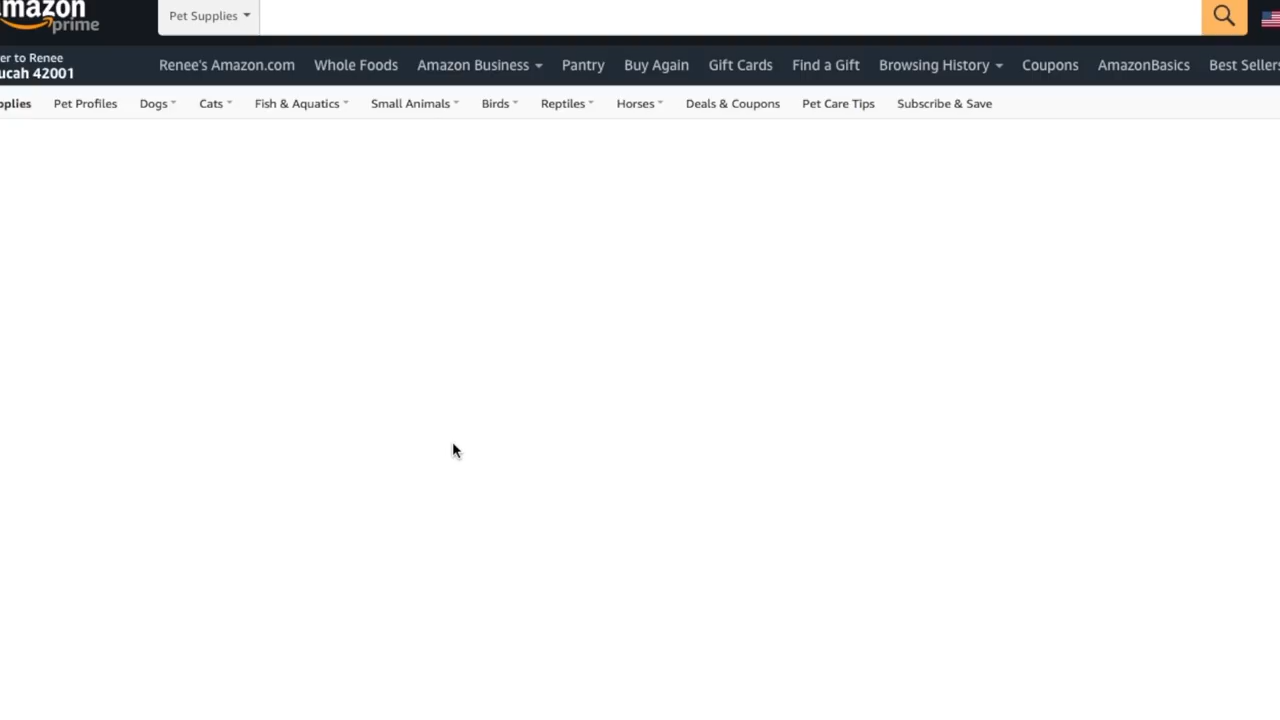 amazon
prime
Pet Supplies
er to Renee
ucah 42001
Renee's Amazon.com Whole Foods Amazon Business Pantry Buy Again Gift Cards Find a Gift Browsing History Coupons AmazonBasics Best Sellers
pplies Pet Profiles Dogs Cats Fish & Aquatics Small Animals Birds Reptiles Horses Deals & Coupons Pet Care Tips Subscribe & Save